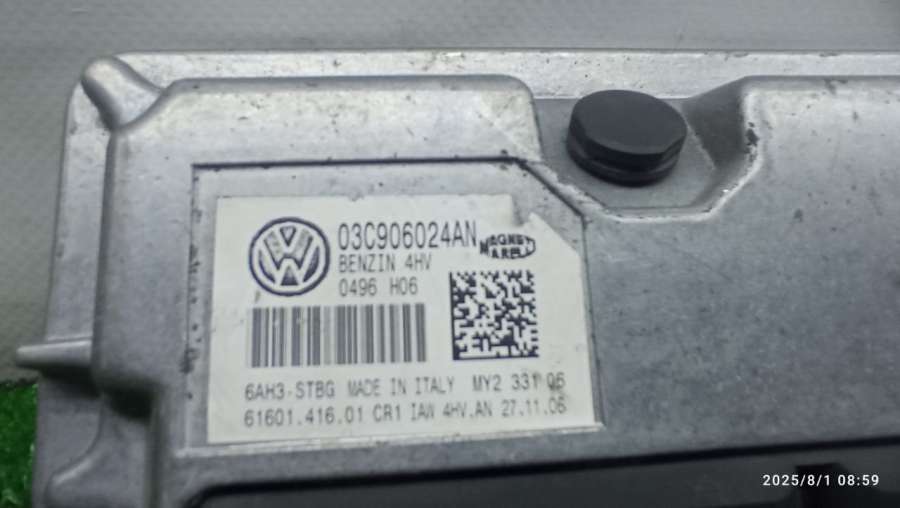 03C906024AN
MAGNETI
MARELLI
BENZIN 4HV
0496 H06
6AH3-STBG MADE IN ITALY MY2 331 06
61601.416.01 CR1 IAW 4HV.AN 27.11.06
2025/8/1 08:59